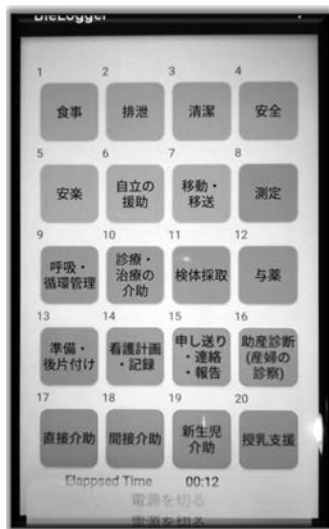 BleLogger
1 2 3 4
食事 排泄 清潔 安全
5 6 7 8
安楽 自立の
援助 移動・
移送 測定
9 10 11 12
呼吸・
循環管理 診療・
治療の
介助 検体採取 与薬
13 14 15 16
準備・
後片付け 看護計画
・記録 申し送り
・連絡
・報告 助産診断
(産婦の
診察)
17 18 19 20
直接介助 間接介助 新生児
介助 授乳支援
Elappsed Time 00:12
電源を切る
電源を切る